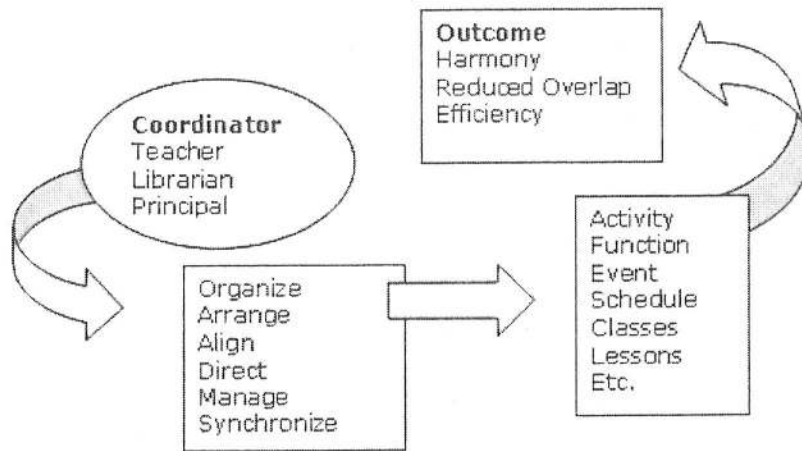 Coordinator
Teacher
Librarian
Principal
Organize
Arrange
Align
Direct
Manage
Synchronize
Activity
Function
Event
Schedule
Classes
Lessons
Etc.
Outcome
Harmony
Reduced Overlap
Efficiency